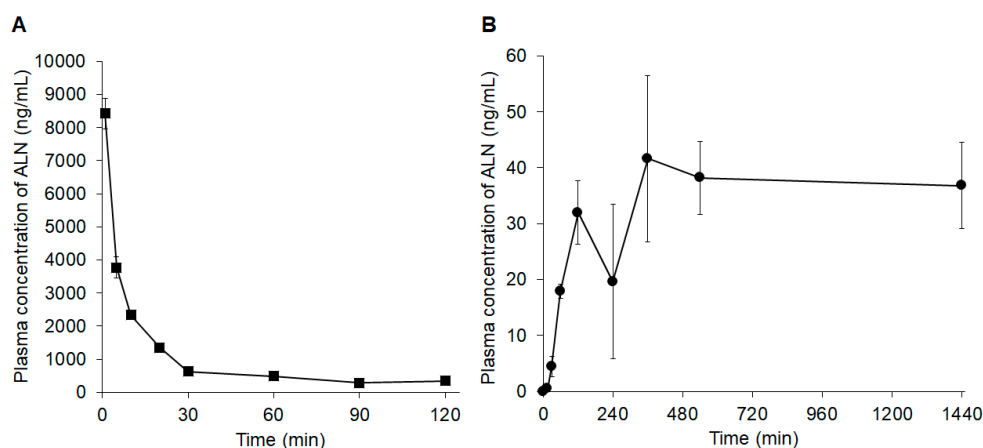 A
Plasma concentration of ALN (ng/mL)
10000
9000
8000
7000
6000
5000
4000
3000
2000
1000
0
0 30 60 90 120
Time (min)
B
Plasma concentration of ALN (ng/mL)
60
50
40
30
20
10
0
0 240 480 720 960 1200 1440
Time (min)